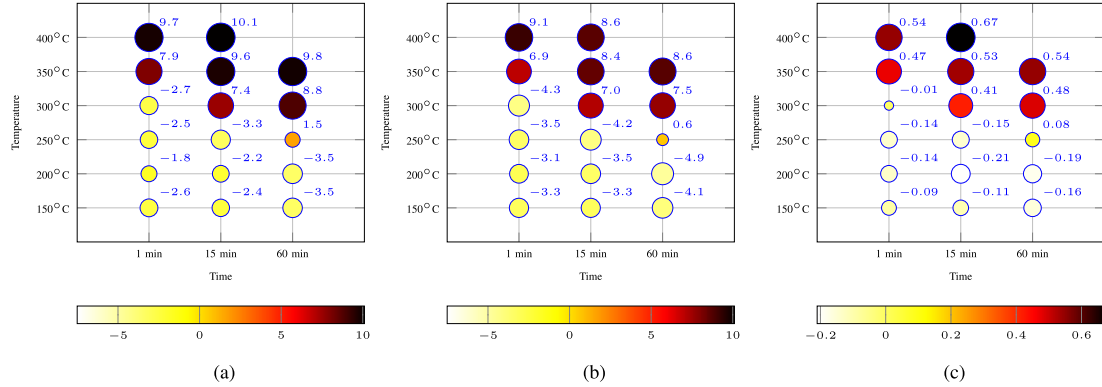 9.7 10.1
400°C
7.9 9.6 9.8
350°C
−2.7 7.4 8.8
300°C
−2.5 −3.3 1.5
250°C
−1.8 −2.2 −3.5
200°C
−2.6 −2.4 −3.5
150°C
Temperature
1 min 15 min 60 min
Time
−5 0 5 10
(a)
9.1 8.6
400°C
6.9 8.4 8.6
350°C
−4.3 7.0 7.5
300°C
−3.5 −4.2 0.6
250°C
−3.1 −3.5 −4.9
200°C
−3.3 −3.3 −4.1
150°C
Temperature
1 min 15 min 60 min
Time
−5 0 5 10
(b)
0.54 0.67
400°C
0.47 0.53 0.54
350°C
−0.01 0.41 0.48
300°C
−0.14 −0.15 0.08
250°C
−0.14 −0.21 −0.19
200°C
−0.09 −0.11 −0.16
150°C
Temperature
1 min 15 min 60 min
Time
−0.2 0 0.2 0.4 0.6
(c)